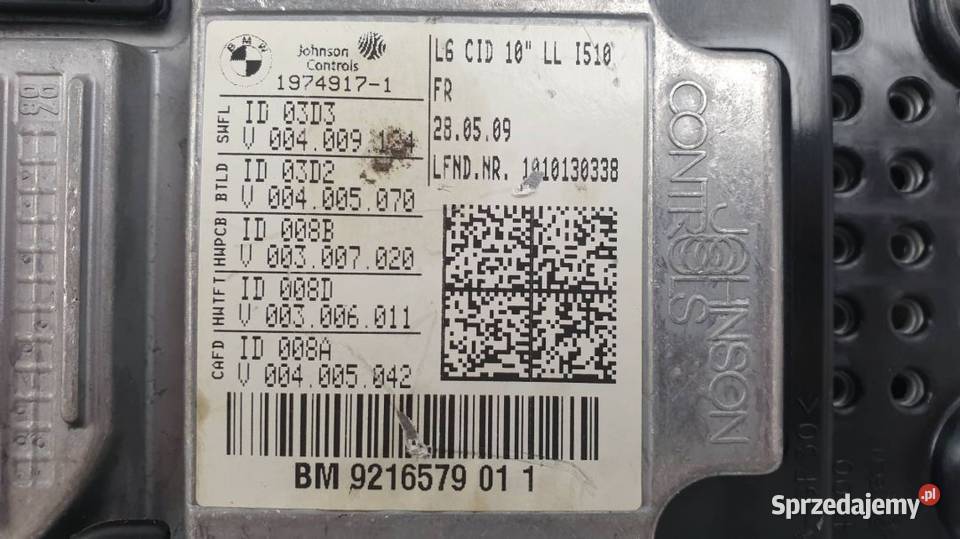 BMW
Johnson
Controls
1974917-1
SWFL
ID 03D3
V 004.009
BTLD
ID 03D2
V 004.005.070
HWPCB
ID 008B
V 003.007.020
HWTFT
ID 008D
V 003.006.011
CAFD
ID 008A
V 004.005.042
L6 CID 10" LL I510
FR
28.05.09
LFND.NR. 1010130338
BM 9216579 01 1
JOHNSON
CONTROLS
Sprzedajemy.pl